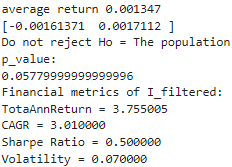 average return 0.001347
[-0.00161371  0.0017112 ]
Do not reject Ho = The population
p_value:
0.05779999999999996
Financial metrics of I_filtered:
TotaAnnReturn = 3.755005
CAGR = 3.010000
Sharpe Ratio = 0.500000
Volatility = 0.070000